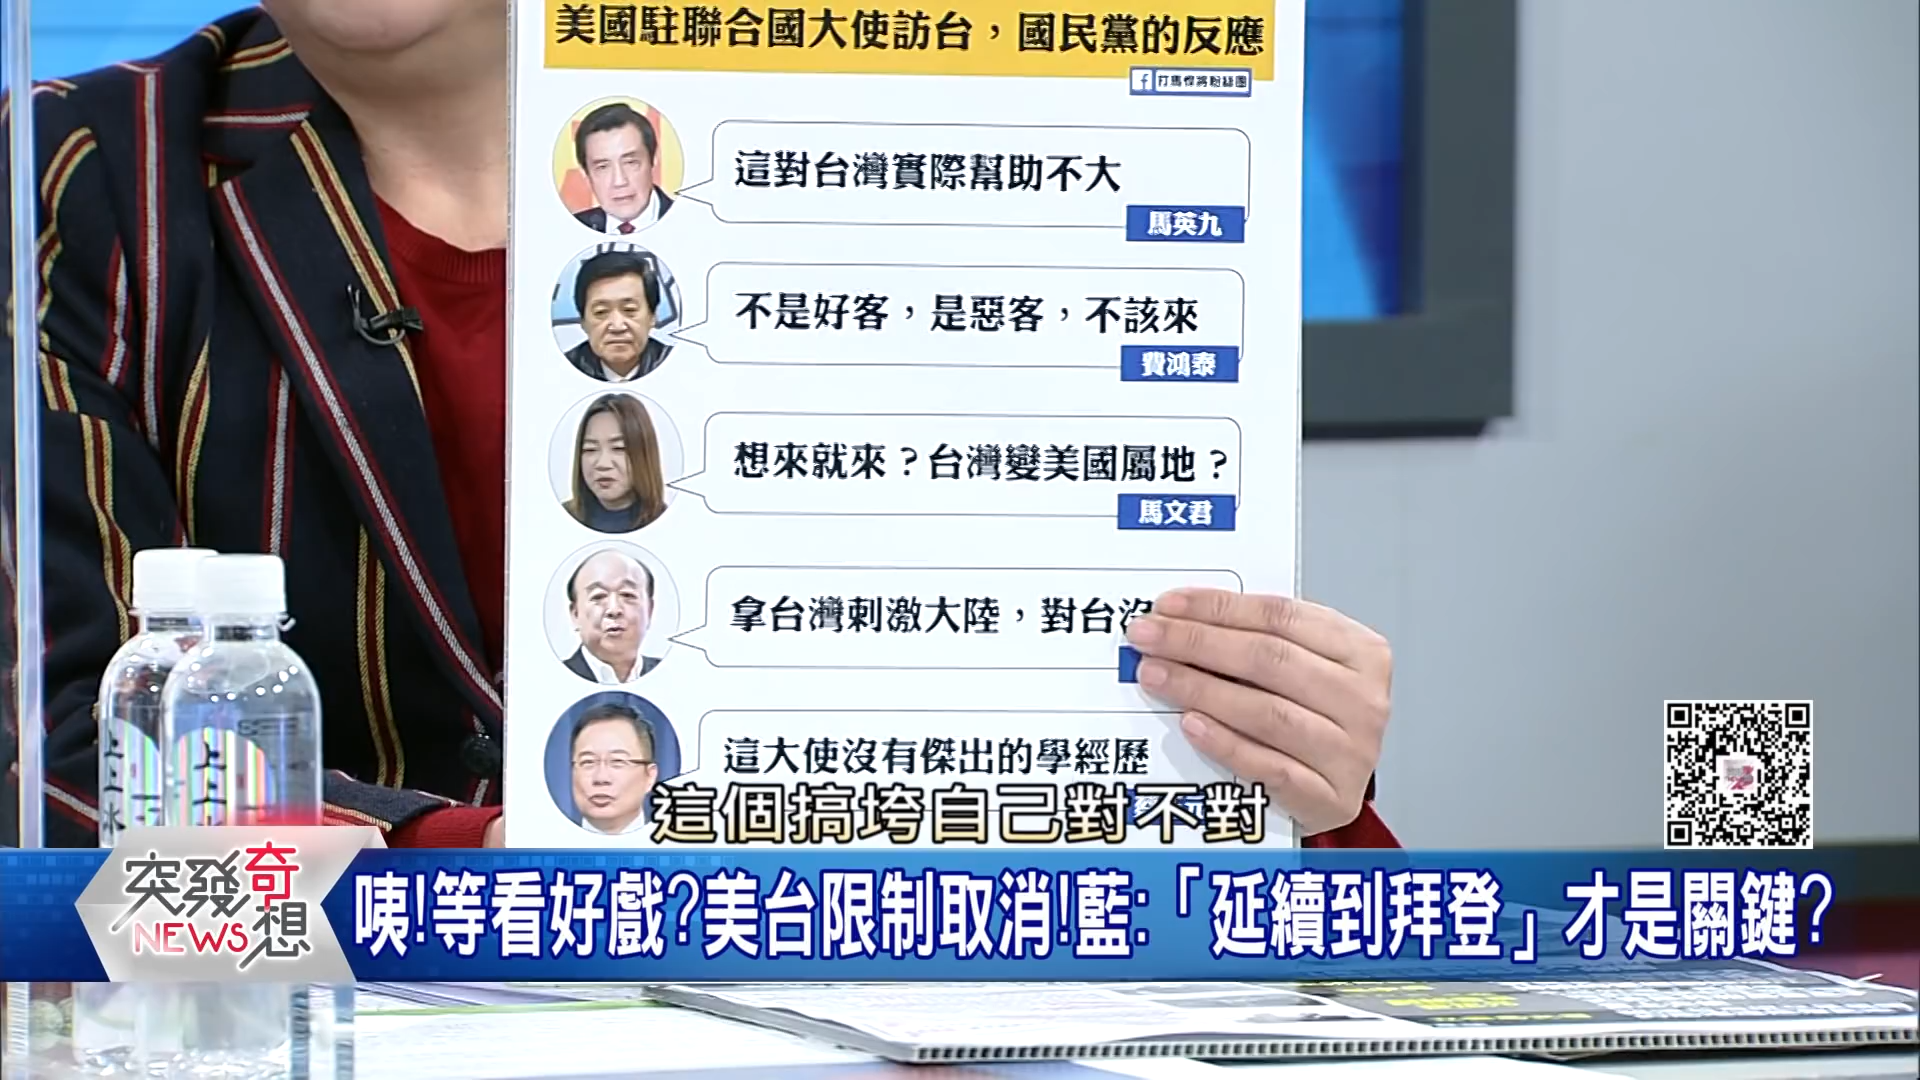 美國駐聯合國大使訪台，國民黨的反應
f 打馬悍將粉絲團
這對台灣實際幫助不大
馬英九
不是好客，是惡客，不該來
費鴻泰
想來就來？台灣變美國屬地？
馬文君
拿台灣刺激大陸，對台
這大使沒有傑出的學經歷
這個搞垮自己對不對
突發奇想
NEWS
咦!等看好戲?美台限制取消!藍:「延續到拜登」才是關鍵?